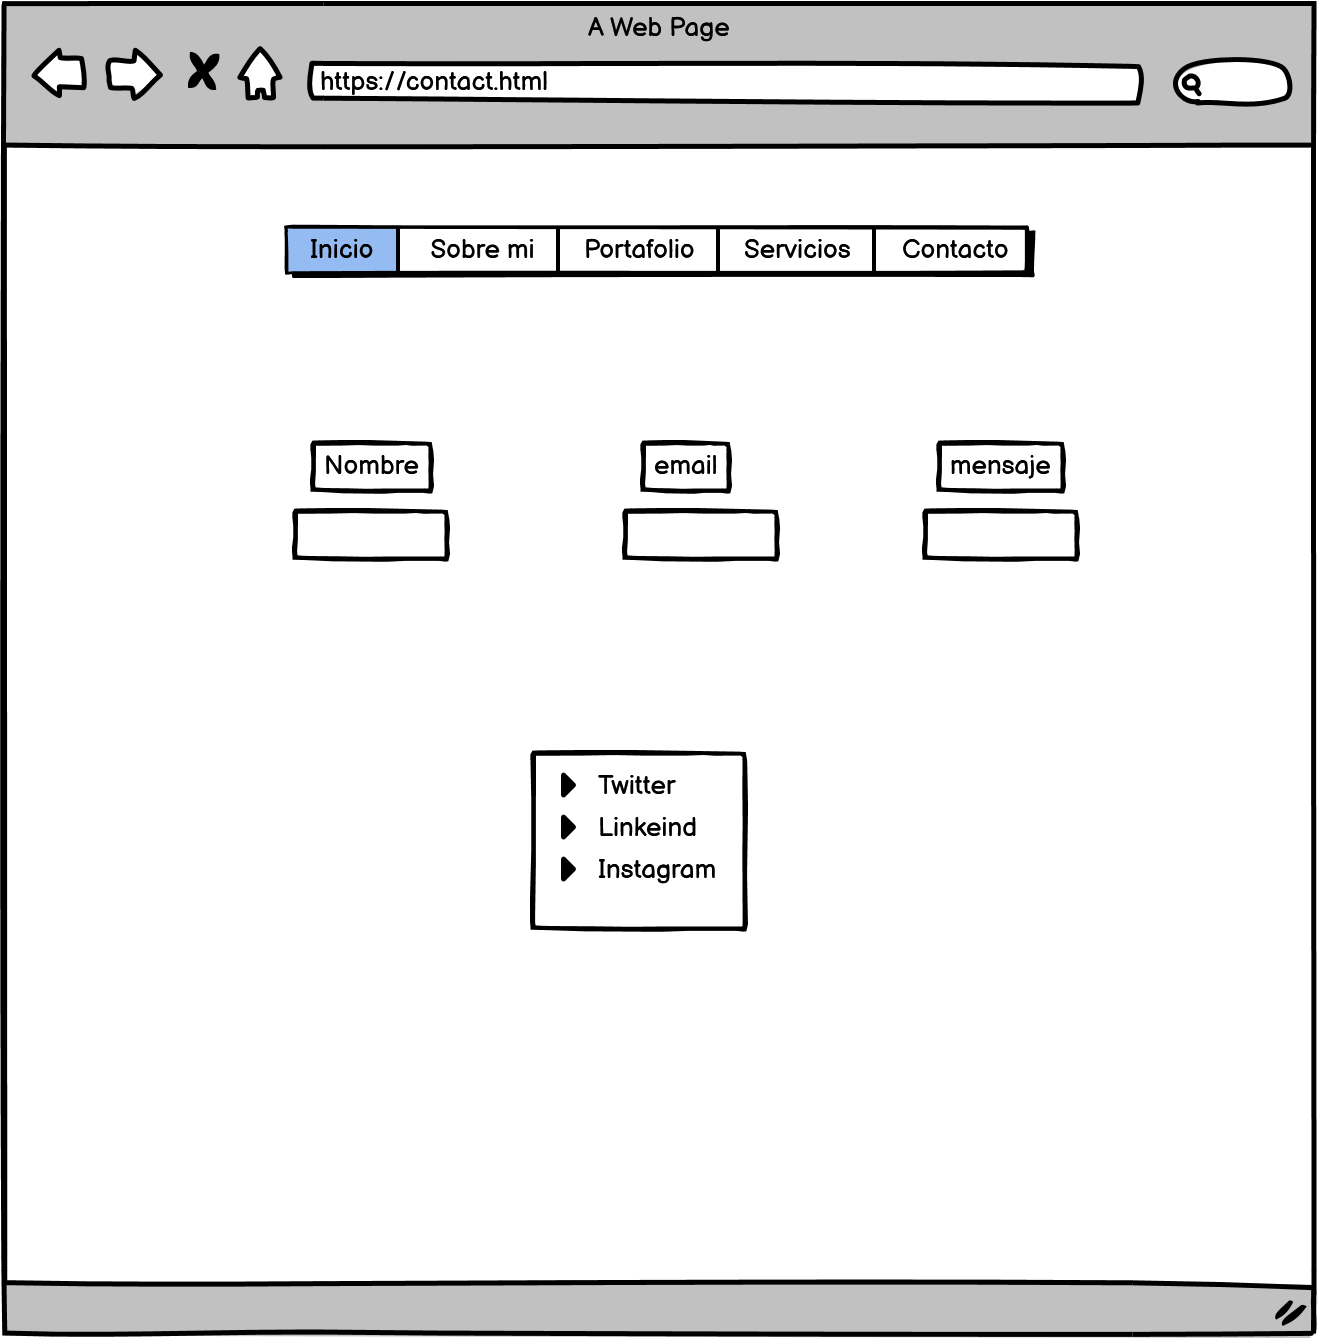 A Web Page
https://contact.html
Inicio Sobre mi Portafolio Servicios Contacto
Nombre email mensaje
Twitter
Linkeind
Instagram